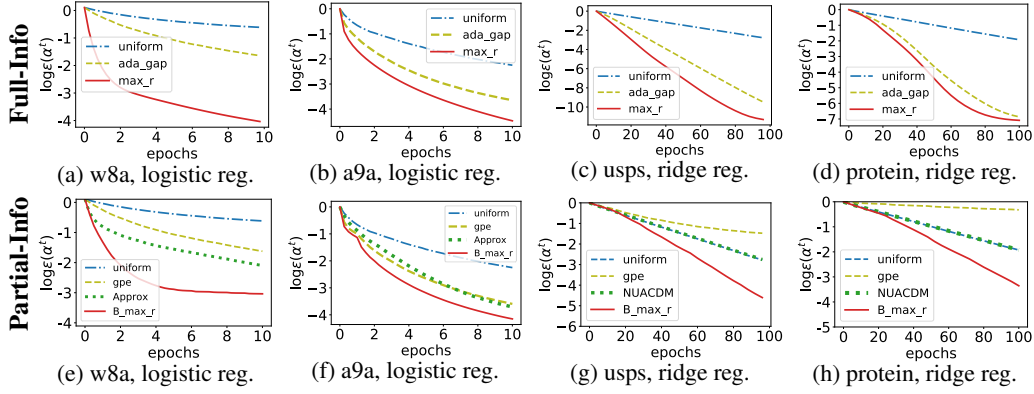 Full-Info
logε(α^t)
0
-1
-2
-3
-4
uniform
ada_gap
max_r
0 2 4 6 8 10
epochs
(a) w8a, logistic reg.
logε(α^t)
0
-1
-2
-3
-4
uniform
ada_gap
max_r
0 2 4 6 8 10
epochs
(b) a9a, logistic reg.
logε(α^t)
0
-2
-4
-6
-8
-10
uniform
ada_gap
max_r
0 20 40 60 80 100
epochs
(c) usps, ridge reg.
logε(α^t)
0
-1
-2
-3
-4
-5
-6
-7
uniform
ada_gap
max_r
0 20 40 60 80 100
epochs
(d) protein, ridge reg.
Partial-Info
logε(α^t)
0
-1
-2
-3
-4
uniform
gpe
Approx
B_max_r
0 2 4 6 8 10
epochs
(e) w8a, logistic reg.
logε(α^t)
0
-1
-2
-3
-4
uniform
gpe
Approx
B_max_r
0 2 4 6 8 10
epochs
(f) a9a, logistic reg.
logε(α^t)
0
-1
-2
-3
-4
-5
-6
uniform
gpe
NUACDM
B_max_r
0 20 40 60 80 100
epochs
(g) usps, ridge reg.
logε(α^t)
0
-1
-2
-3
-4
-5
uniform
gpe
NUACDM
B_max_r
0 20 40 60 80 100
epochs
(h) protein, ridge reg.